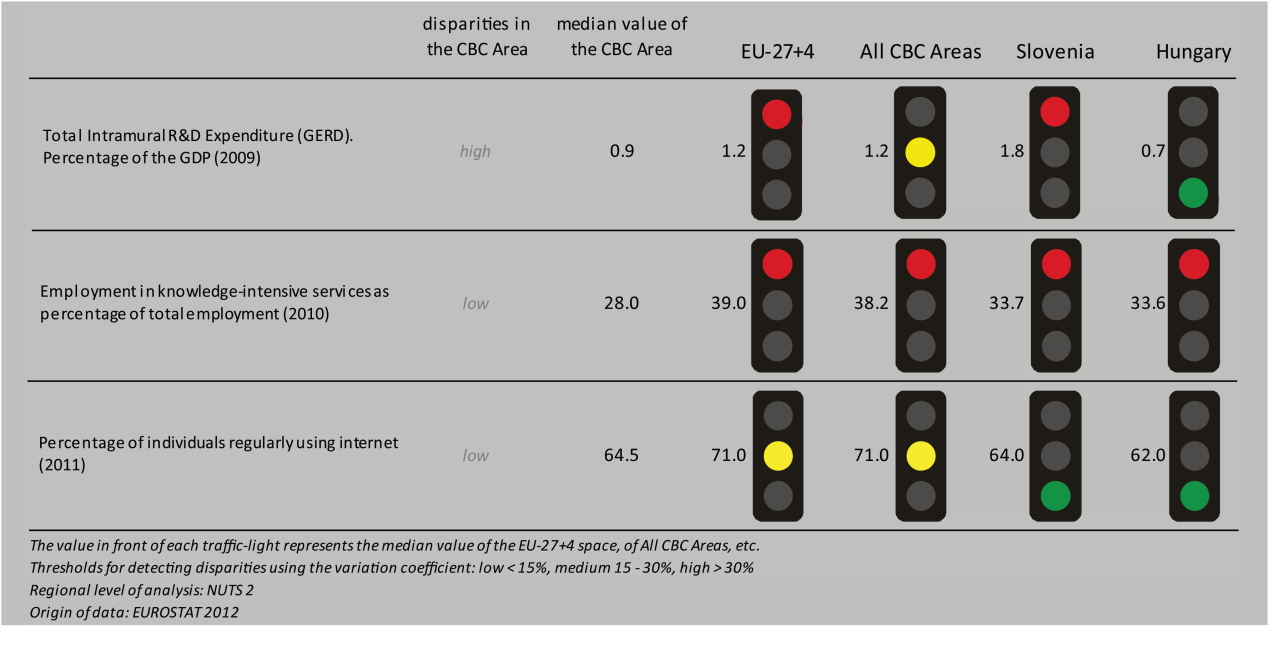 disparities in
the CBC Area
median value of
the CBC Area
EU-27+4
All CBC Areas
Slovenia
Hungary
Total Intramural R&D Expenditure (GERD).
Percentage of the GDP (2009)
high
0.9
1.2
1.2
1.8
0.7
Employment in knowledge-intensive services as
percentage of total employment (2010)
low
28.0
39.0
38.2
33.7
33.6
Percentage of individuals regularly using internet
(2011)
low
64.5
71.0
71.0
64.0
62.0
The value in front of each traffic-light represents the median value of the EU-27+4 space, of All CBC Areas, etc.
Thresholds for detecting disparities using the variation coefficient: low < 15%, medium 15 - 30%, high > 30%
Regional level of analysis: NUTS 2
Origin of data: EUROSTAT 2012